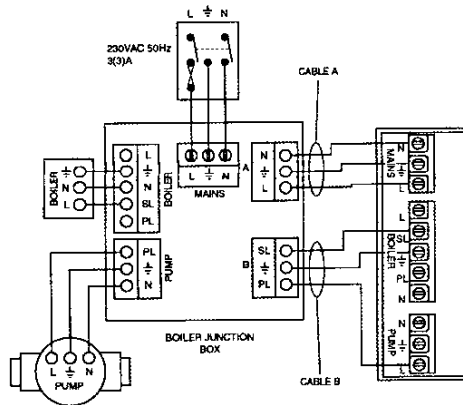 L ⏚ N
230VAC 50Hz
3(3)A
CABLE A
BOILER
⏚
N
L
L
⏚
N
SL
PL
BOILER
L ⏚ N
MAINS
A
N
⏚
L
N
⏚
L
MAINS
L
SL
⏚
PL
N
BOILER
PL
⏚
N
PUMP
B
SL
⏚
PL
N
⏚
L
PUMP
BOILER JUNCTION
BOX
L ⏚ N
PUMP
CABLE B